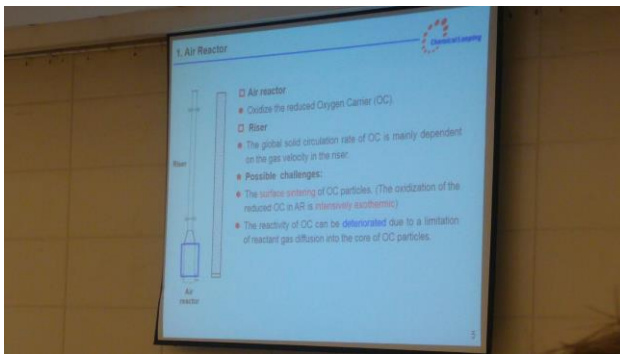 1. Air Reactor
Chemical Looping
Air reactor
Oxidize the reduced Oxygen Carrier (OC).
Riser
The global solid circulation rate of OC is mainly dependent
on the gas velocity in the riser.
Possible challenges:
The surface sintering of OC particles. (The oxidization of the
reduced OC in AR is intensively exothermic)
The reactivity of OC can be deteriorated due to a limitation
of reactant gas diffusion into the core of OC particles.
Riser
Air
reactor
5